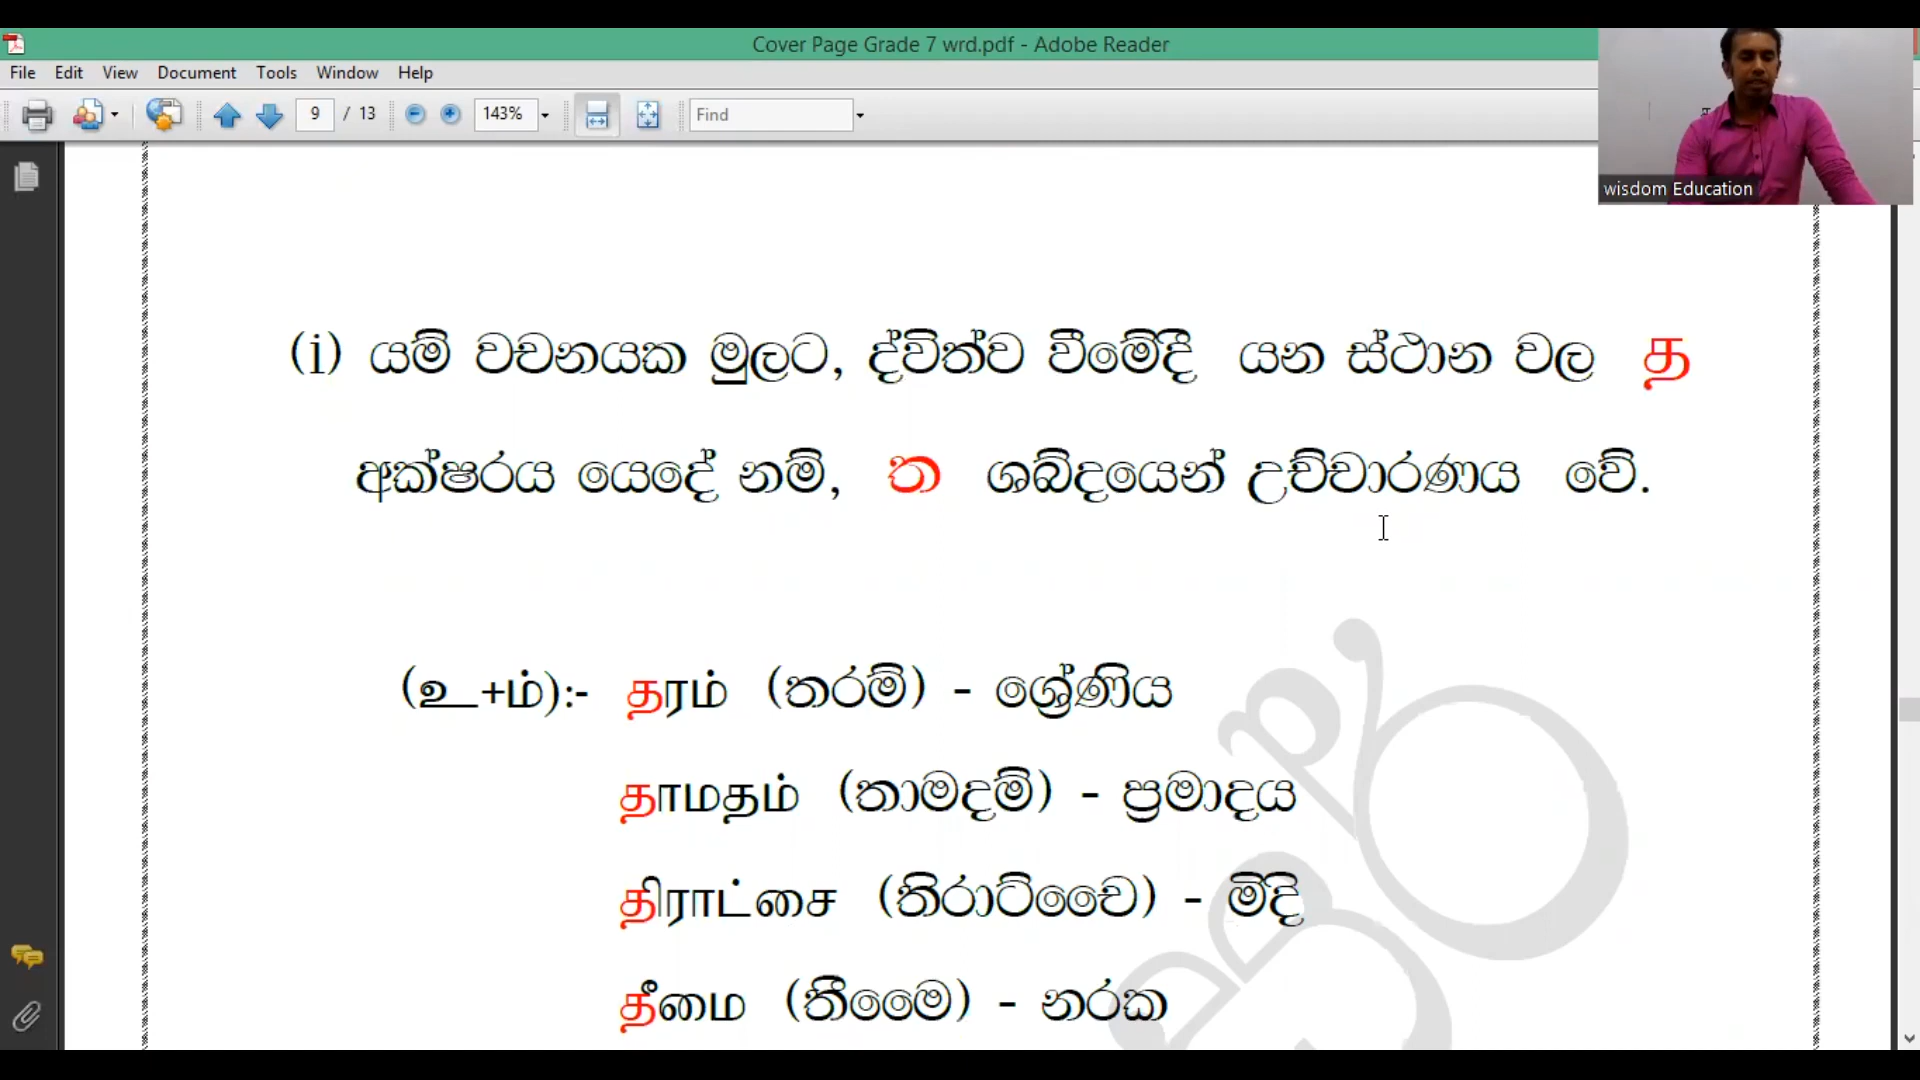 Cover Page Grade 7 wrd.pdf - Adobe Reader
File Edit View Document Tools Window Help
9 / 13 143% Find
wisdom Education
(i) යම් වචනයක මුලට, ද්විත්ව වීමේදී යන ස්ථාන වල த
අක්ෂරය යෙදේ නම්, ත ශබ්දයෙන් උච්චාරණය වේ.
(உ+ம்):- தரம் (තරම්) - ශ්‍රේණිය
தாமதம் (තාමදම්) - ප්‍රමාදය
திராட்சை (තිරාට්චෛ) - මිදි
தீமை (තීමෛ) - නරක